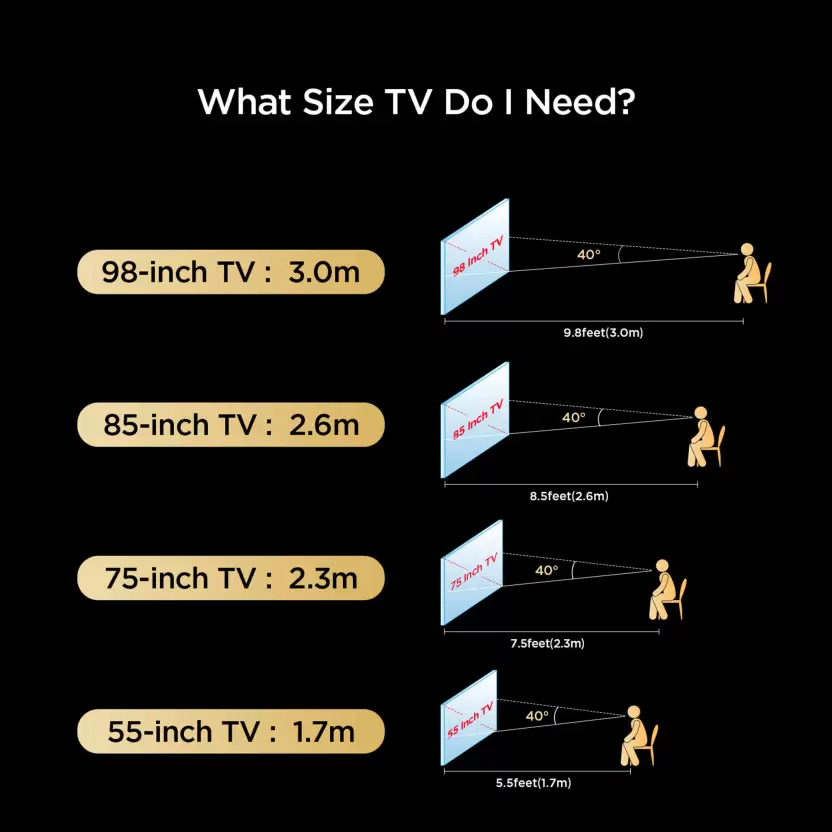 What Size TV Do I Need?
98-inch TV : 3.0m
98 Inch TV
40°
9.8feet(3.0m)
85-inch TV : 2.6m
85 Inch TV
40°
8.5feet(2.6m)
75-inch TV : 2.3m
75 Inch TV
40°
7.5feet(2.3m)
55-inch TV : 1.7m
55 Inch TV
40°
5.5feet(1.7m)